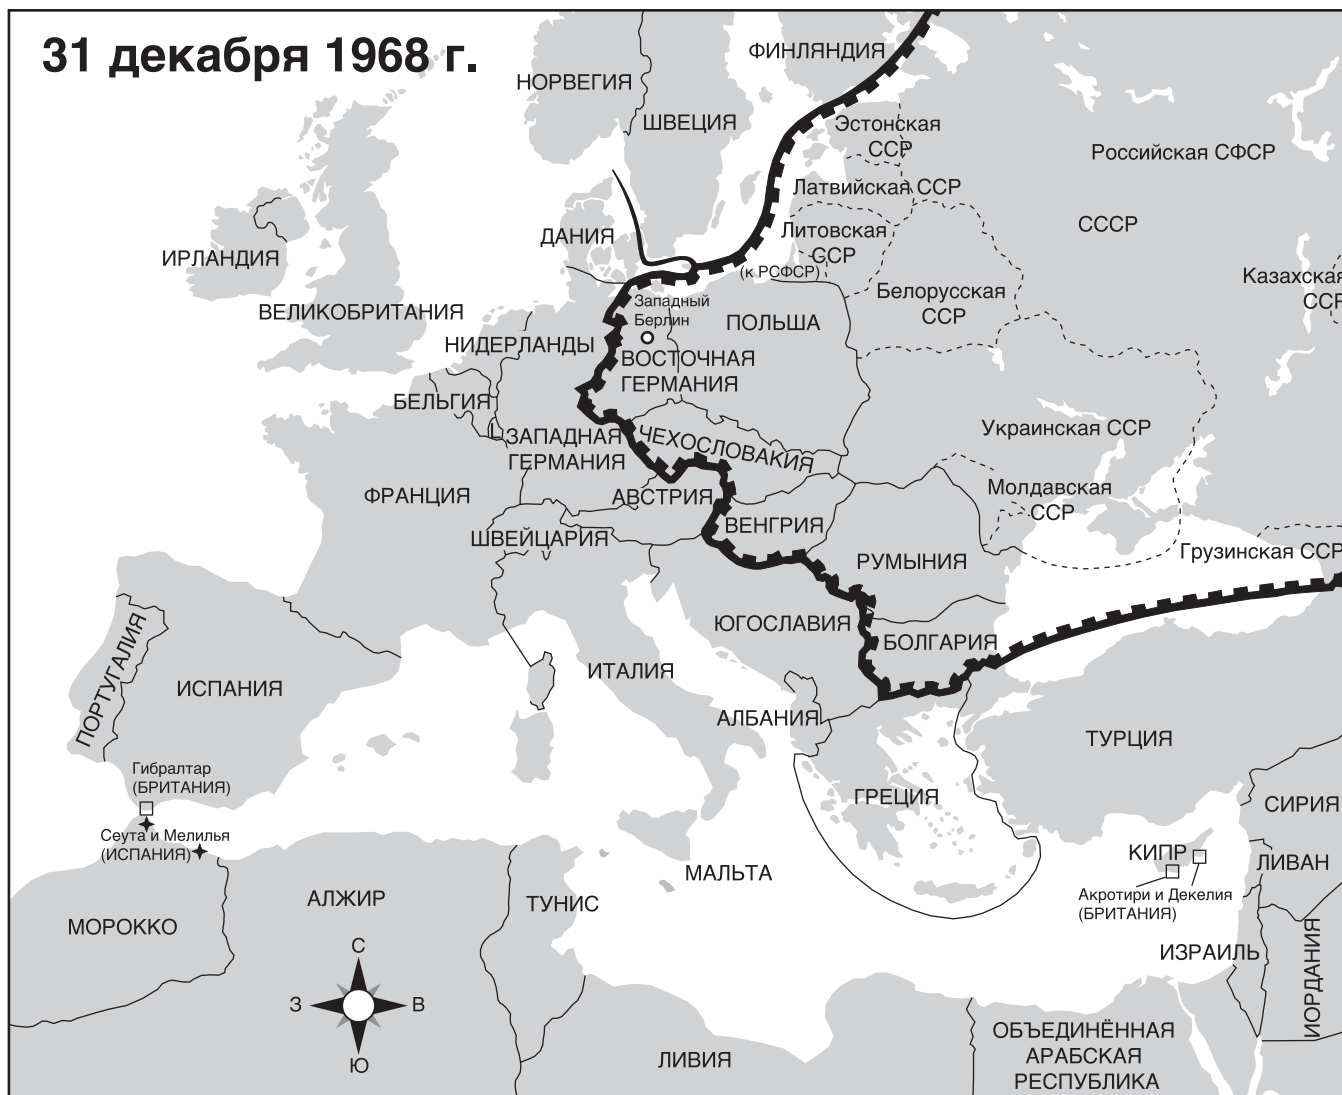 31 декабря 1968 г.
ФИНЛЯНДИЯ
НОРВЕГИЯ
ШВЕЦИЯ
Эстонская
ССР
Российская СФСР
Латвийская ССР
СССР
ДАНИЯ
Литовская
ССР
ИРЛАНДИЯ
(к РСФСР)
Казахская
ССР
Белорусская
ССР
Западный
Берлин
ВЕЛИКОБРИТАНИЯ
ПОЛЬША
НИДЕРЛАНДЫ
ВОСТОЧНАЯ
ГЕРМАНИЯ
БЕЛЬГИЯ
ЗАПАДНАЯ
ГЕРМАНИЯ
ЧЕХОСЛОВАКИЯ
Украинская ССР
ФРАНЦИЯ
АВСТРИЯ
Молдавская
ССР
ВЕНГРИЯ
ШВЕЙЦАРИЯ
РУМЫНИЯ
Грузинская ССР
ЮГОСЛАВИЯ
БОЛГАРИЯ
ПОРТУГАЛИЯ
ИСПАНИЯ
ИТАЛИЯ
АЛБАНИЯ
ТУРЦИЯ
Гибралтар
(БРИТАНИЯ)
ГРЕЦИЯ
СИРИЯ
Сеута и Мелилья
(ИСПАНИЯ)
КИПР
ЛИВАН
МАЛЬТА
Акротири и Декелия
(БРИТАНИЯ)
АЛЖИР
ТУНИС
МОРОККО
ИЗРАИЛЬ
ИОРДАНИЯ
С
З
В
Ю
ЛИВИЯ
ОБЪЕДИНЁННАЯ
АРАБСКАЯ
РЕСПУБЛИКА